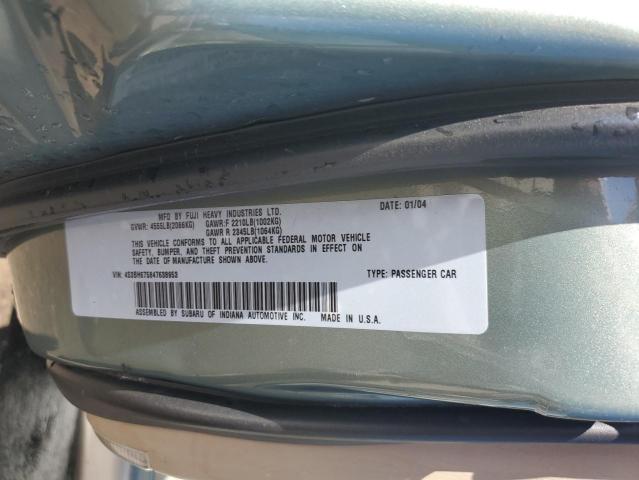 MFD BY FUJI HEAVY INDUSTRIES LTD. DATE: 01/04
GVWR: 4555LB(2066KG) GAWR:F 2210LB(1002KG)
GAWR R 2345LB(1064KG)
THIS VEHICLE CONFORMS TO ALL APPLICABLE FEDERAL MOTOR VEHICLE
SAFETY, BUMPER, AND THEFT PREVENTION STANDARDS IN EFFECT ON
THE DATE OF MANUFACTURE SHOWN ABOVE.
VIN: 4S3BH675847638953 TYPE: PASSENGER CAR
ASSEMBLED BY SUBARU OF INDIANA AUTOMOTIVE INC. MADE IN U.S.A.